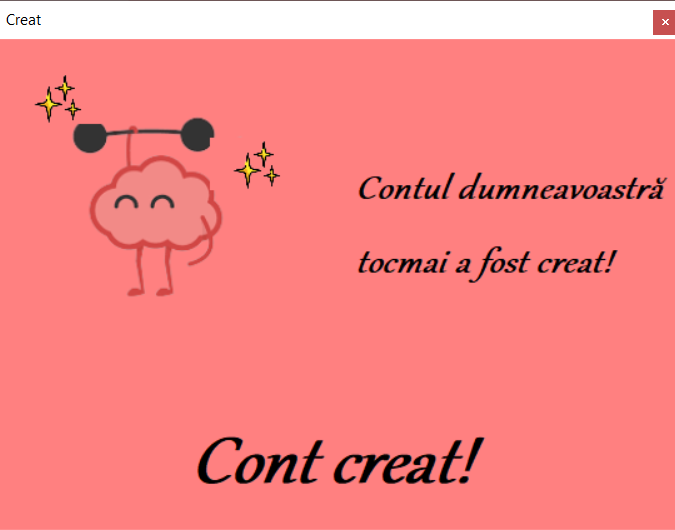 Creat
Contul dumneavoastră
tocmai a fost creat!
Cont creat!